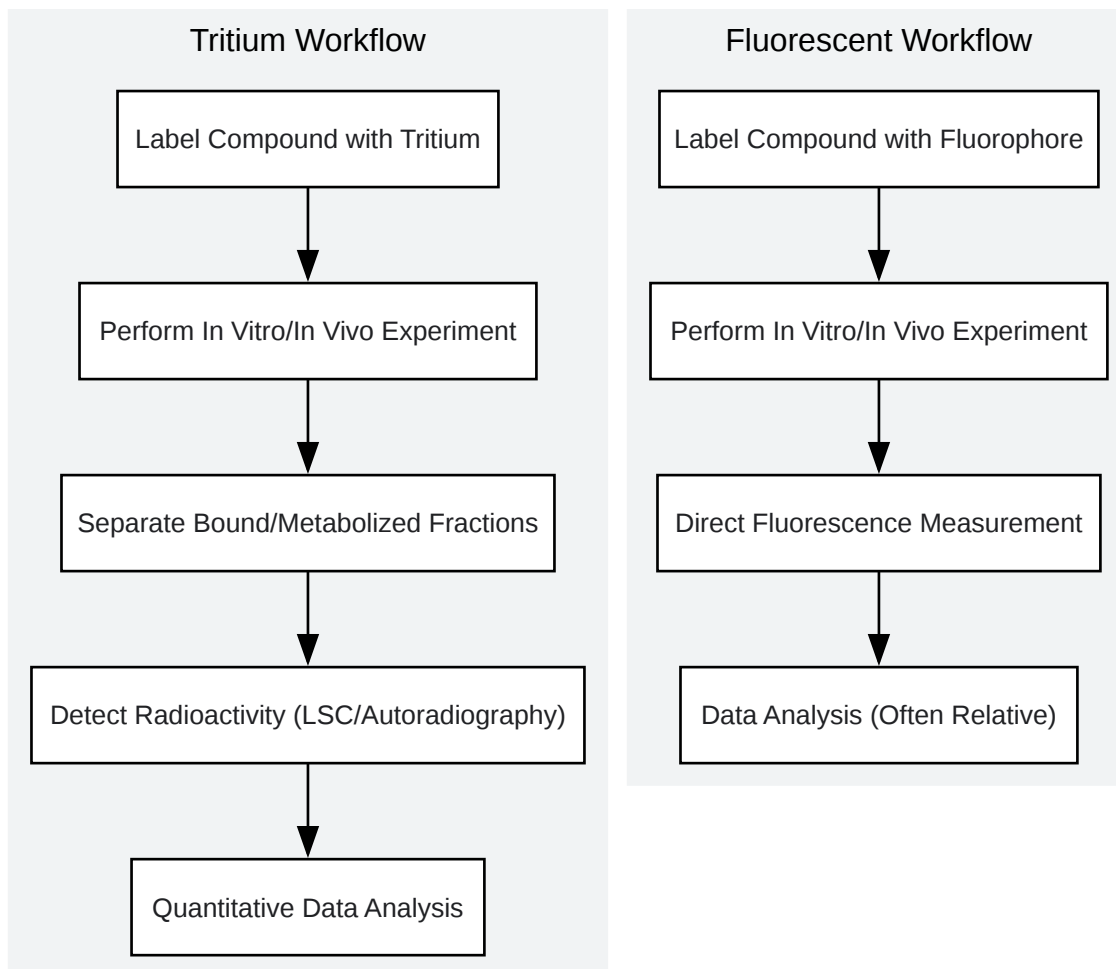 Tritium Workflow
Label Compound with Tritium
Perform In Vitro/In Vivo Experiment
Separate Bound/Metabolized Fractions
Detect Radioactivity (LSC/Autoradiography)
Quantitative Data Analysis
Fluorescent Workflow
Label Compound with Fluorophore
Perform In Vitro/In Vivo Experiment
Direct Fluorescence Measurement
Data Analysis (Often Relative)